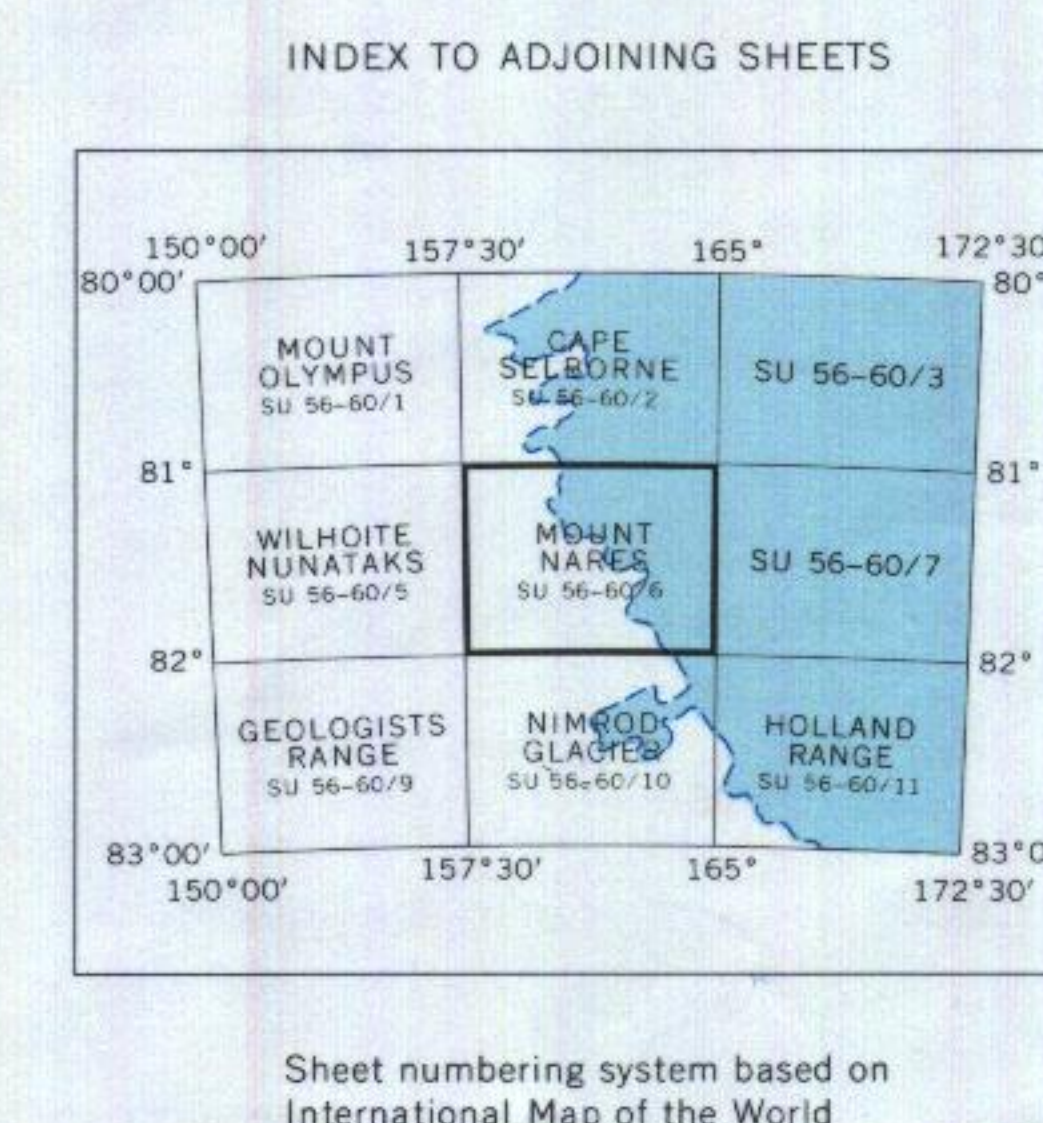 INDEX TO ADJOINING SHEETS
150°00′ 157°30′ 165° 172°30
80°00′ 80°
MOUNT
OLYMPUS
SU 56-60/1
CAPE
SELBORNE
SU 56-60/2
SU 56-60/3
81° 81°
WILHOITE
NUNATAKS
SU 56-60/5
MOUNT
NARES
SU 56-60/6
SU 56-60/7
82° 82°
GEOLOGISTS
RANGE
SU 56-60/9
NIMROD
GLACIER
SU 56-60/10
HOLLAND
RANGE
SU 56-60/11
83°00′ 83°0
150°00′ 157°30′ 165° 172°30′
Sheet numbering system based on
International Map of the World